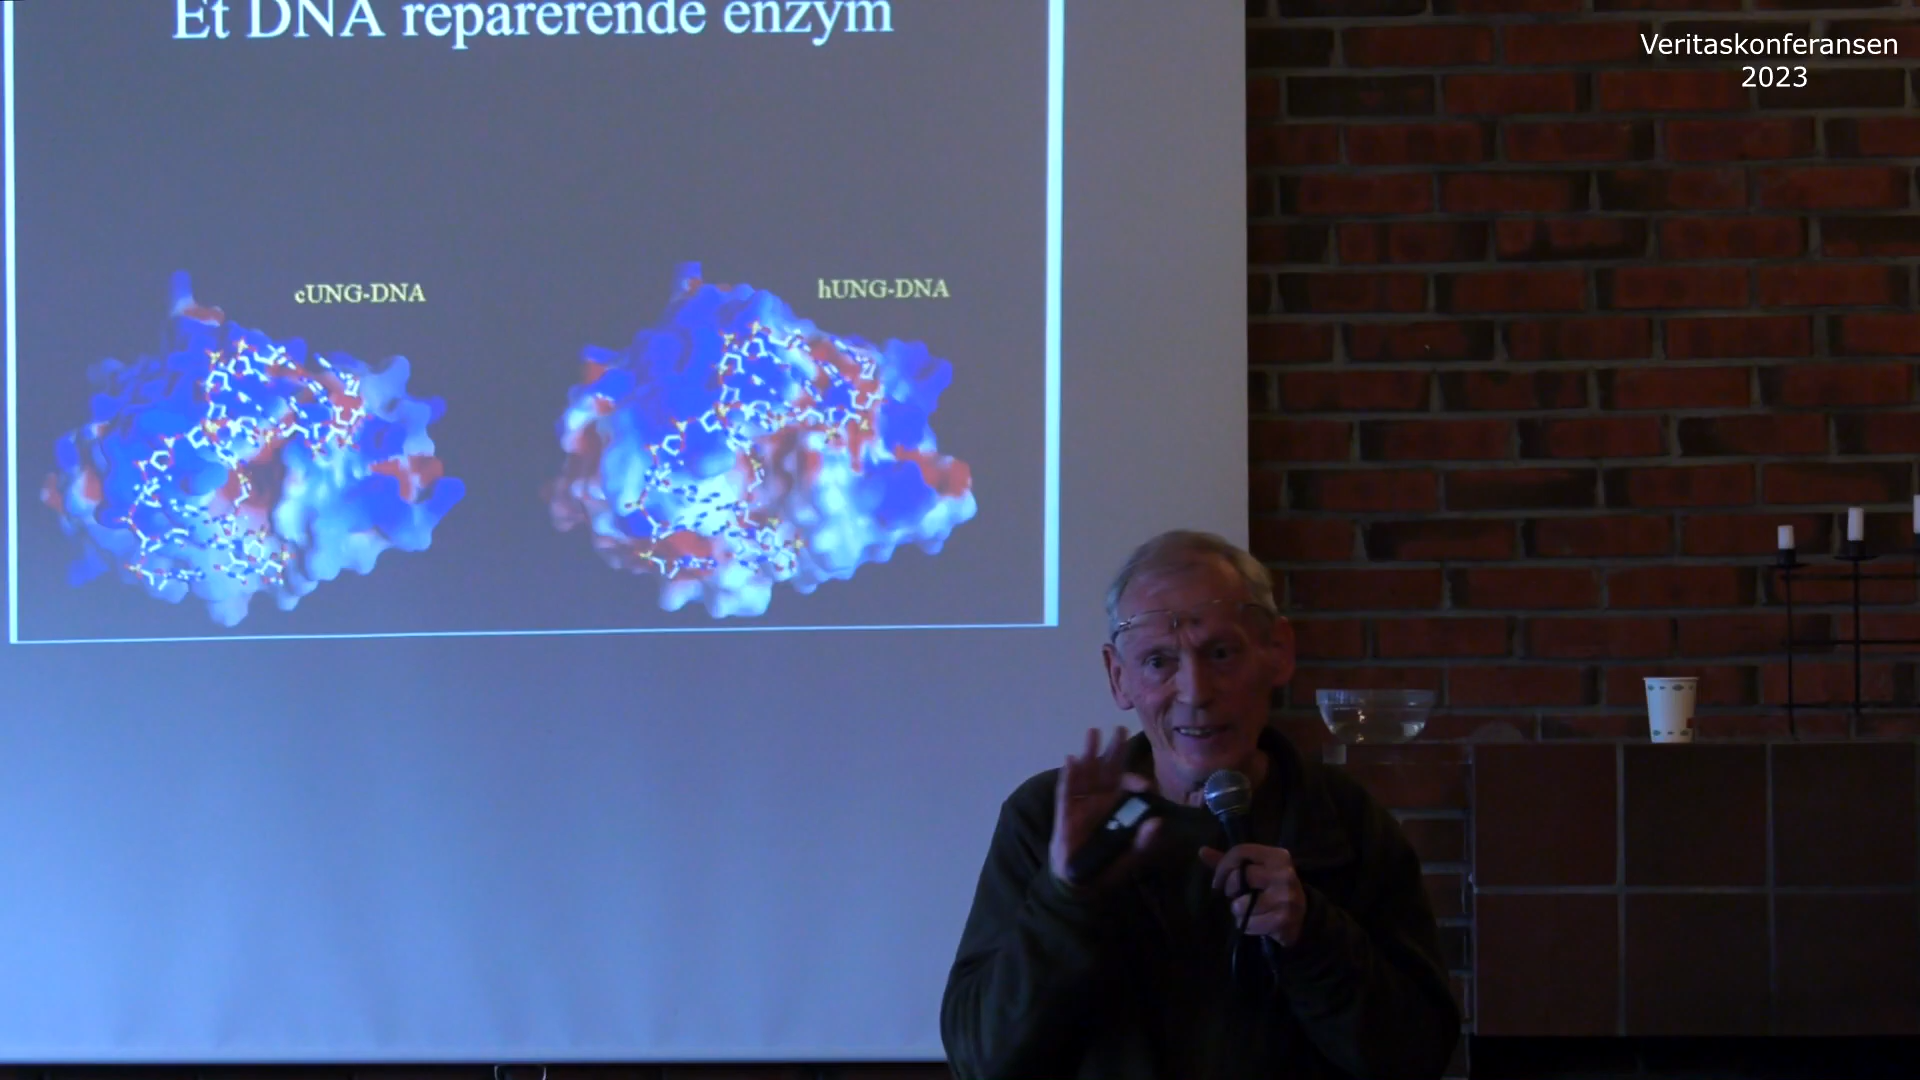 Et DNA reparerende enzym
Veritaskonferansen
2023
cUNG-DNA
hUNG-DNA